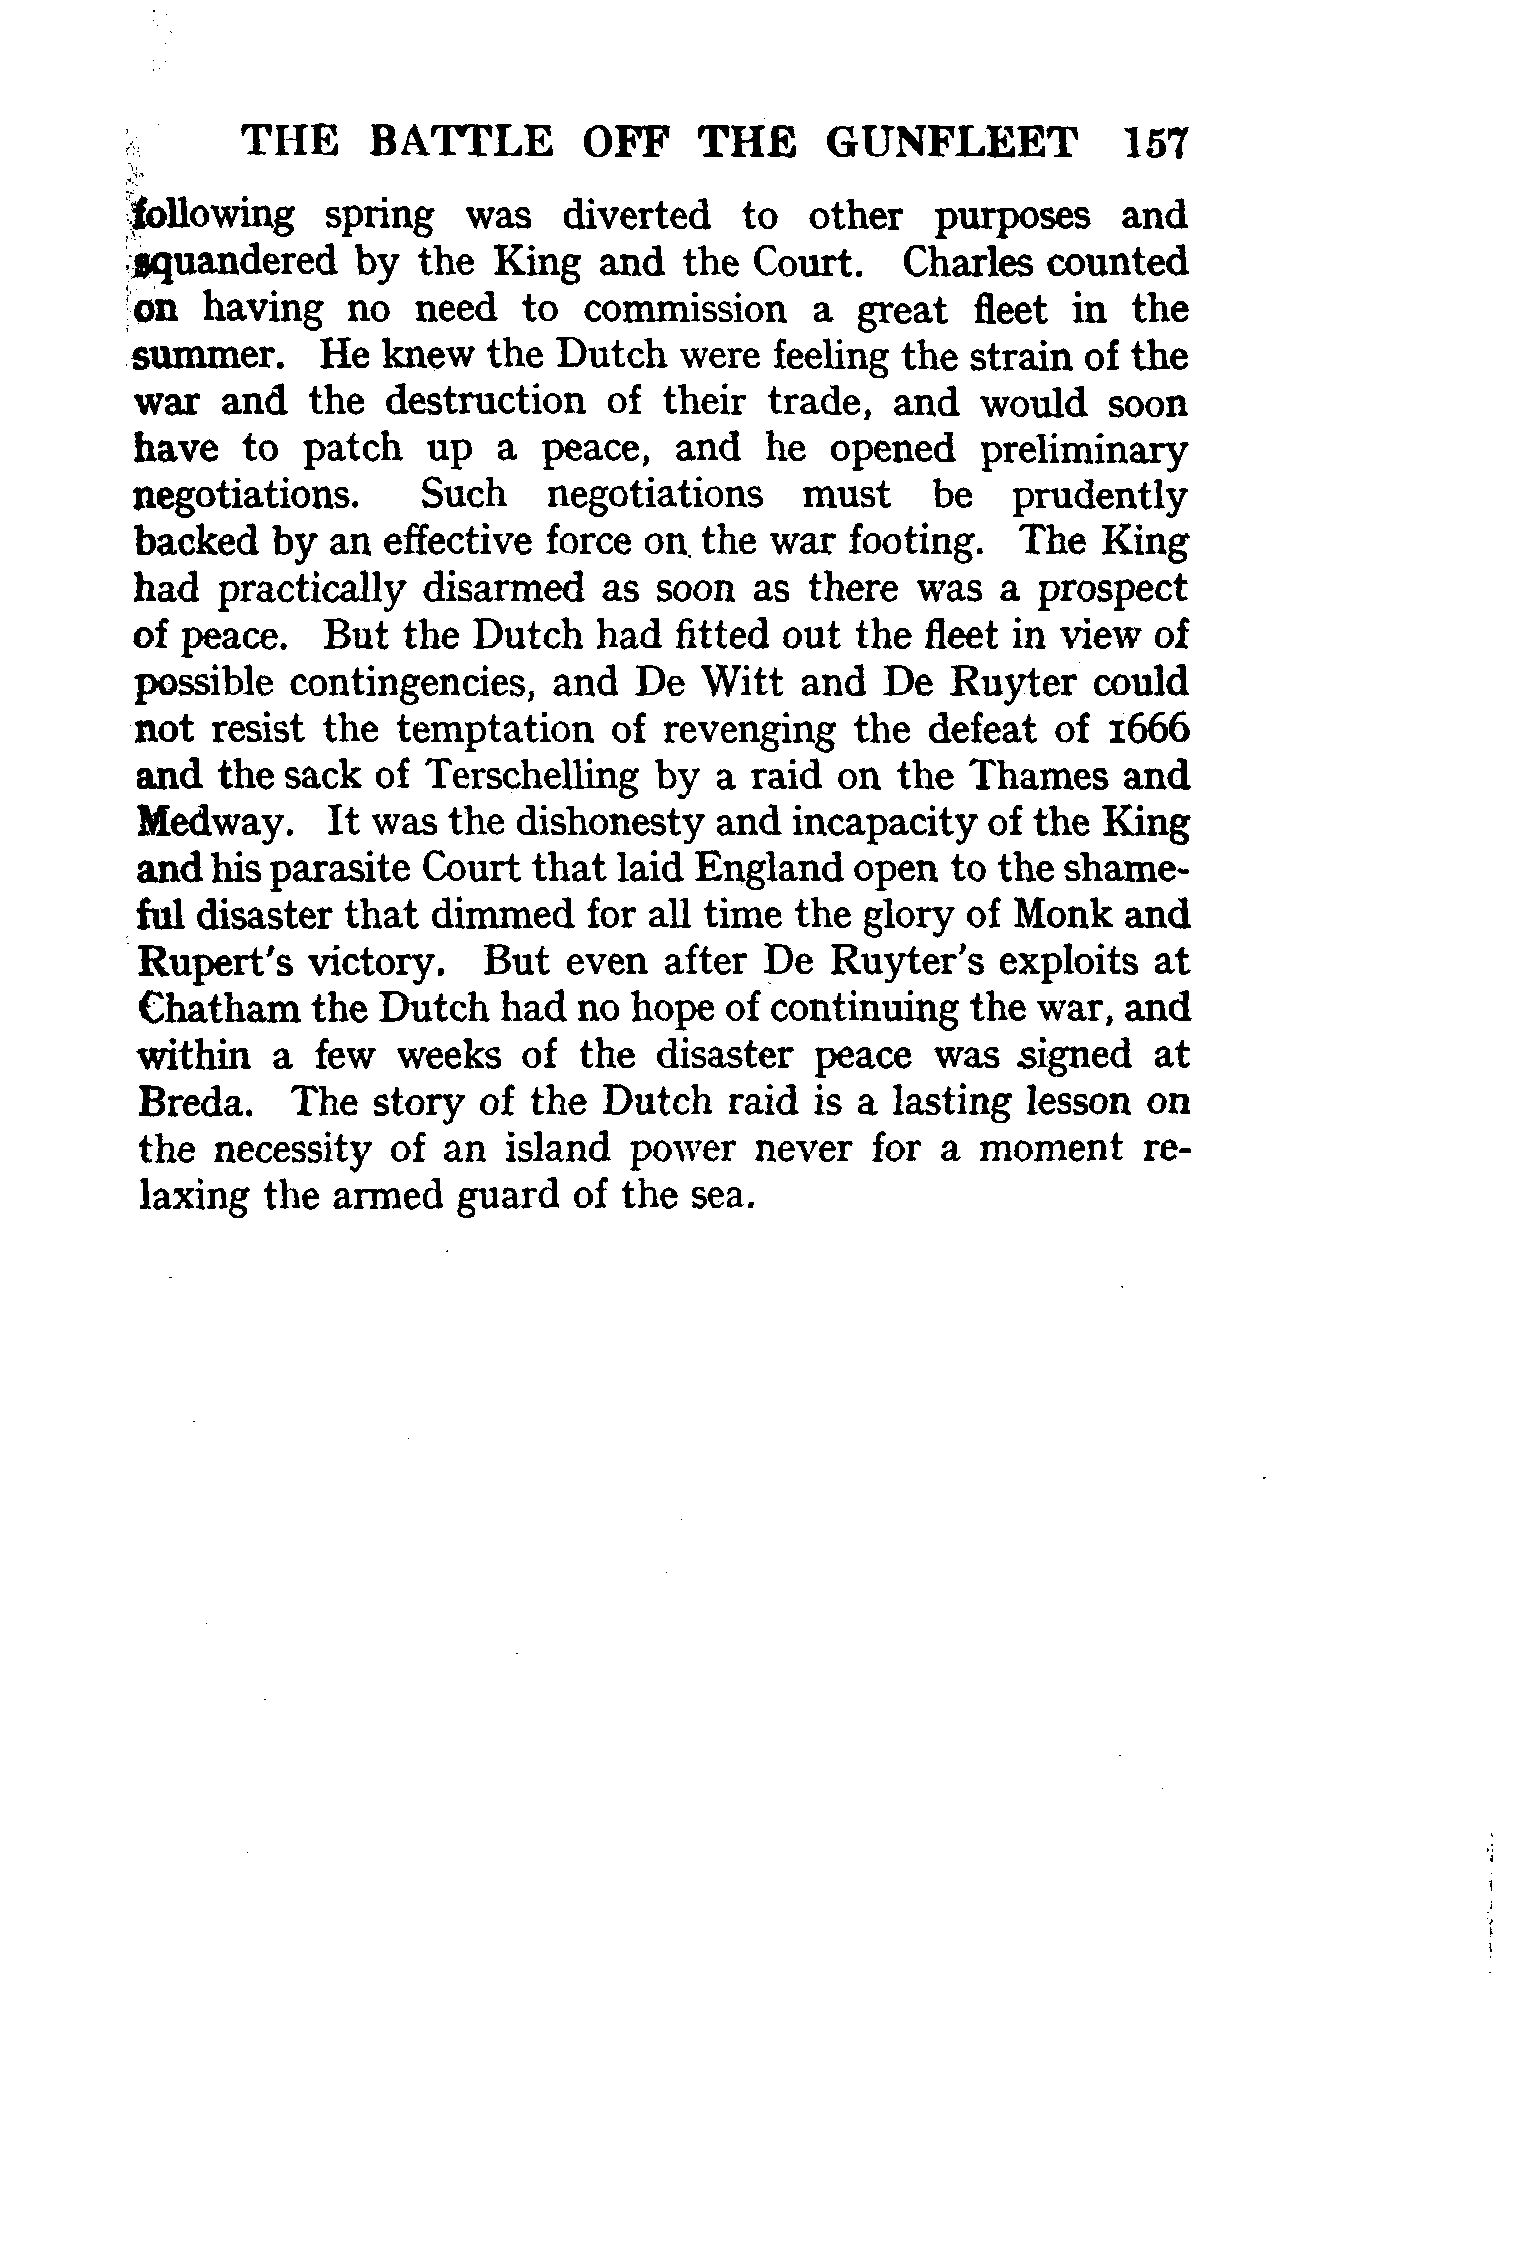 THE BATTLE OFF THE GUNFLEET 157
following spring was diverted to other purposes and
squandered by the King and the Court. Charles counted
on having no need to commission a great fleet in the
summer. He knew the Dutch were feeling the strain of the
war and the destruction of their trade, and would soon
have to patch up a peace, and he opened preliminary
negotiations. Such negotiations must be prudently
backed by an effective force on the war footing. The King
had practically disarmed as soon as there was a prospect
of peace. But the Dutch had fitted out the fleet in view of
possible contingencies, and De Witt and De Ruyter could
not resist the temptation of revenging the defeat of 1666
and the sack of Terschelling by a raid on the Thames and
Medway. It was the dishonesty and incapacity of the King
and his parasite Court that laid England open to the shame-
ful disaster that dimmed for all time the glory of Monk and
Rupert's victory. But even after De Ruyter's exploits at
Chatham the Dutch had no hope of continuing the war, and
within a few weeks of the disaster peace was signed at
Breda. The story of the Dutch raid is a lasting lesson on
the necessity of an island power never for a moment re-
laxing the armed guard of the sea.